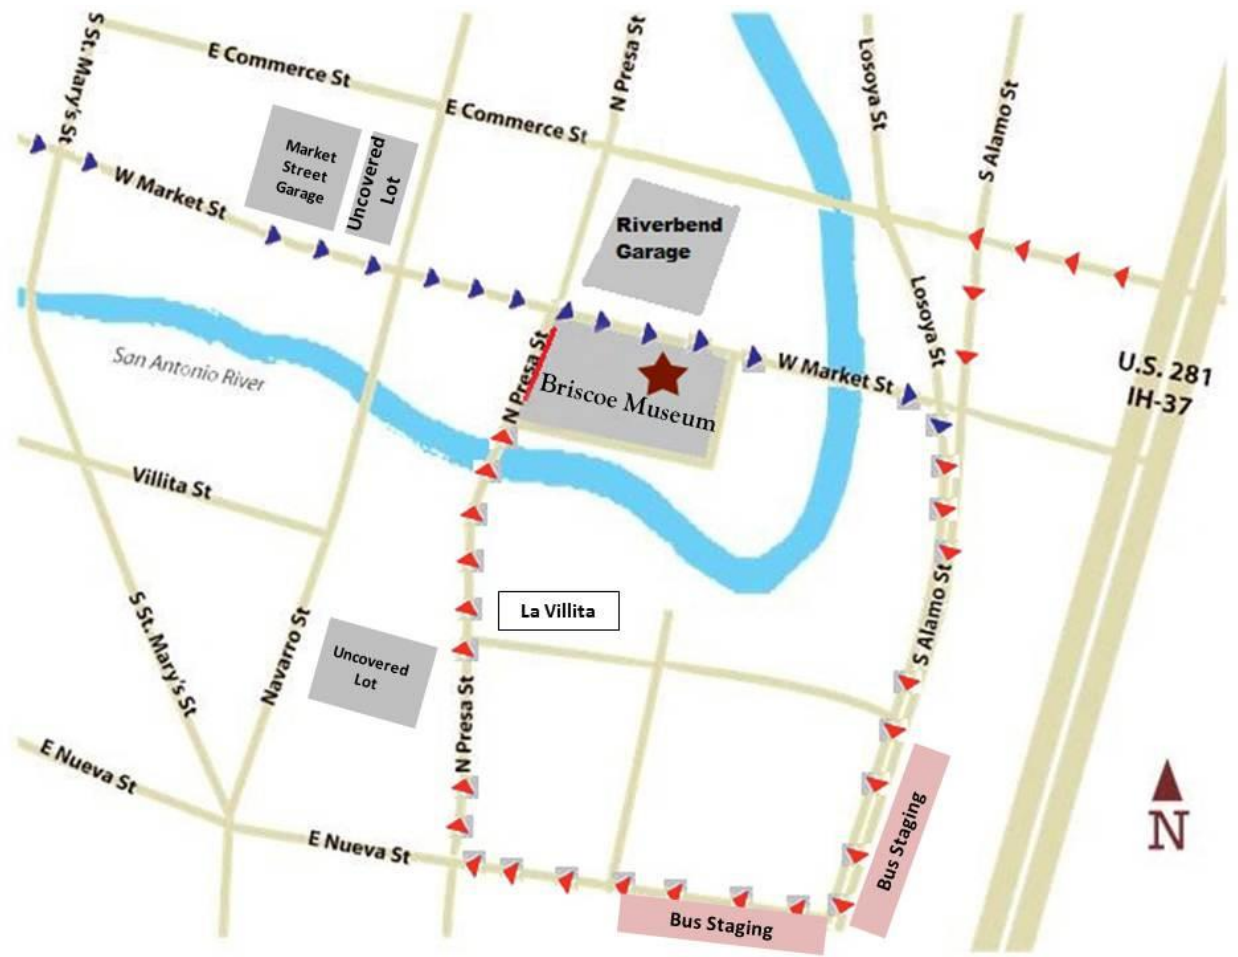 S St. Mary's St
E Commerce St
E Commerce St
N Presa St
Losoya St
S Alamo St
Market
Street
Garage
Uncovered
Lot
W Market St
Riverbend
Garage
Losoya St
San Antonio River
N Presa St
Briscoe Museum
W Market St
U.S. 281
IH-37
Villita St
La Villita
S St. Mary's St
Navarro St
Uncovered
Lot
S Alamo St
N Presa St
E Nueva St
E Nueva St
Bus Staging
Bus Staging
N